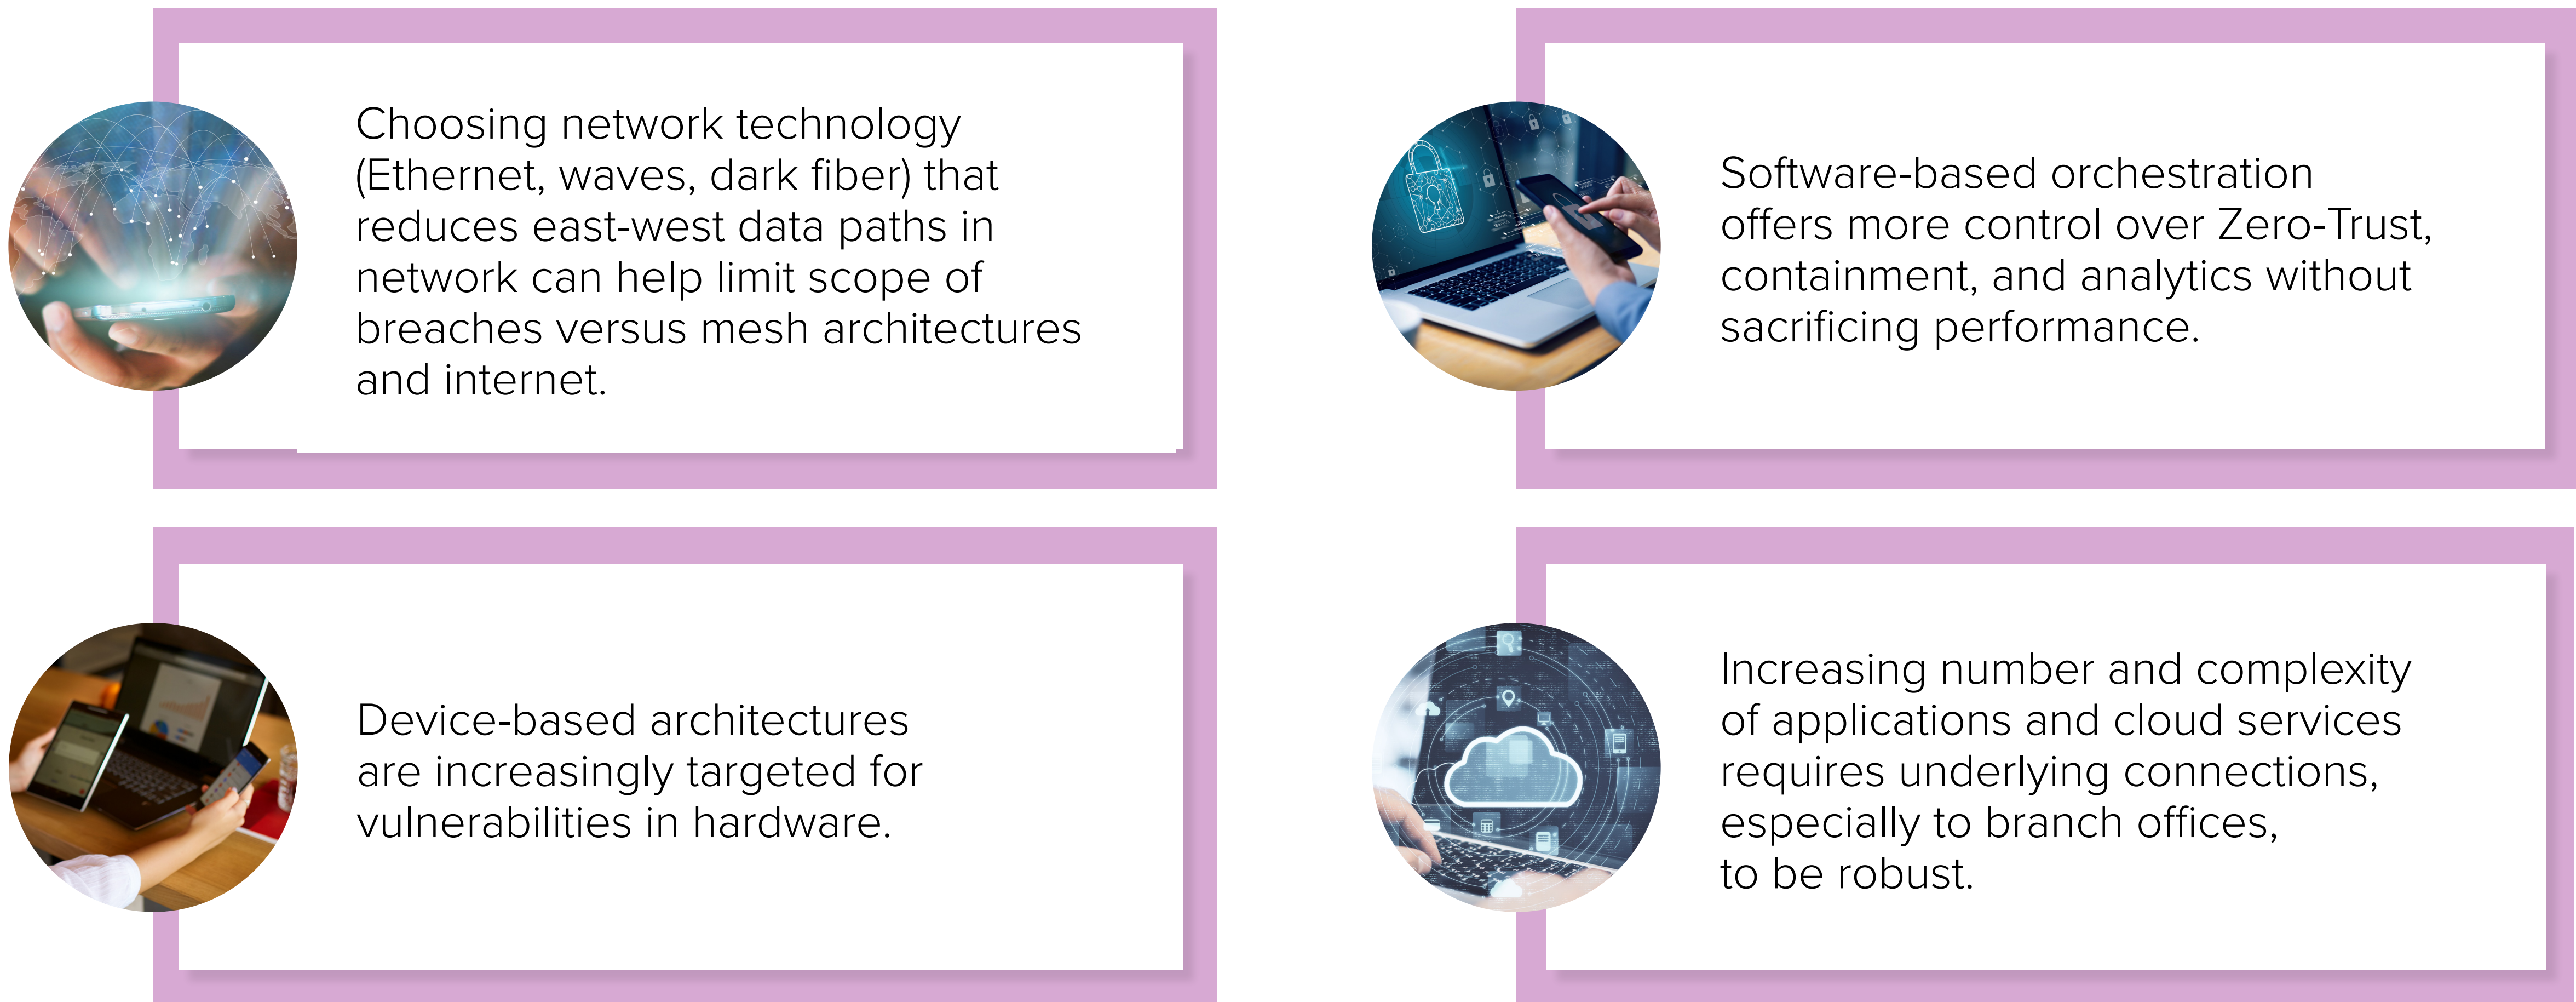 Choosing network technology
(Ethernet, waves, dark fiber) that
reduces east-west data paths in
network can help limit scope of
breaches versus mesh architectures
and internet.
Software-based orchestration
offers more control over Zero-Trust,
containment, and analytics without
sacrificing performance.
Device-based architectures
are increasingly targeted for
vulnerabilities in hardware.
Increasing number and complexity
of applications and cloud services
requires underlying connections,
especially to branch offices,
to be robust.